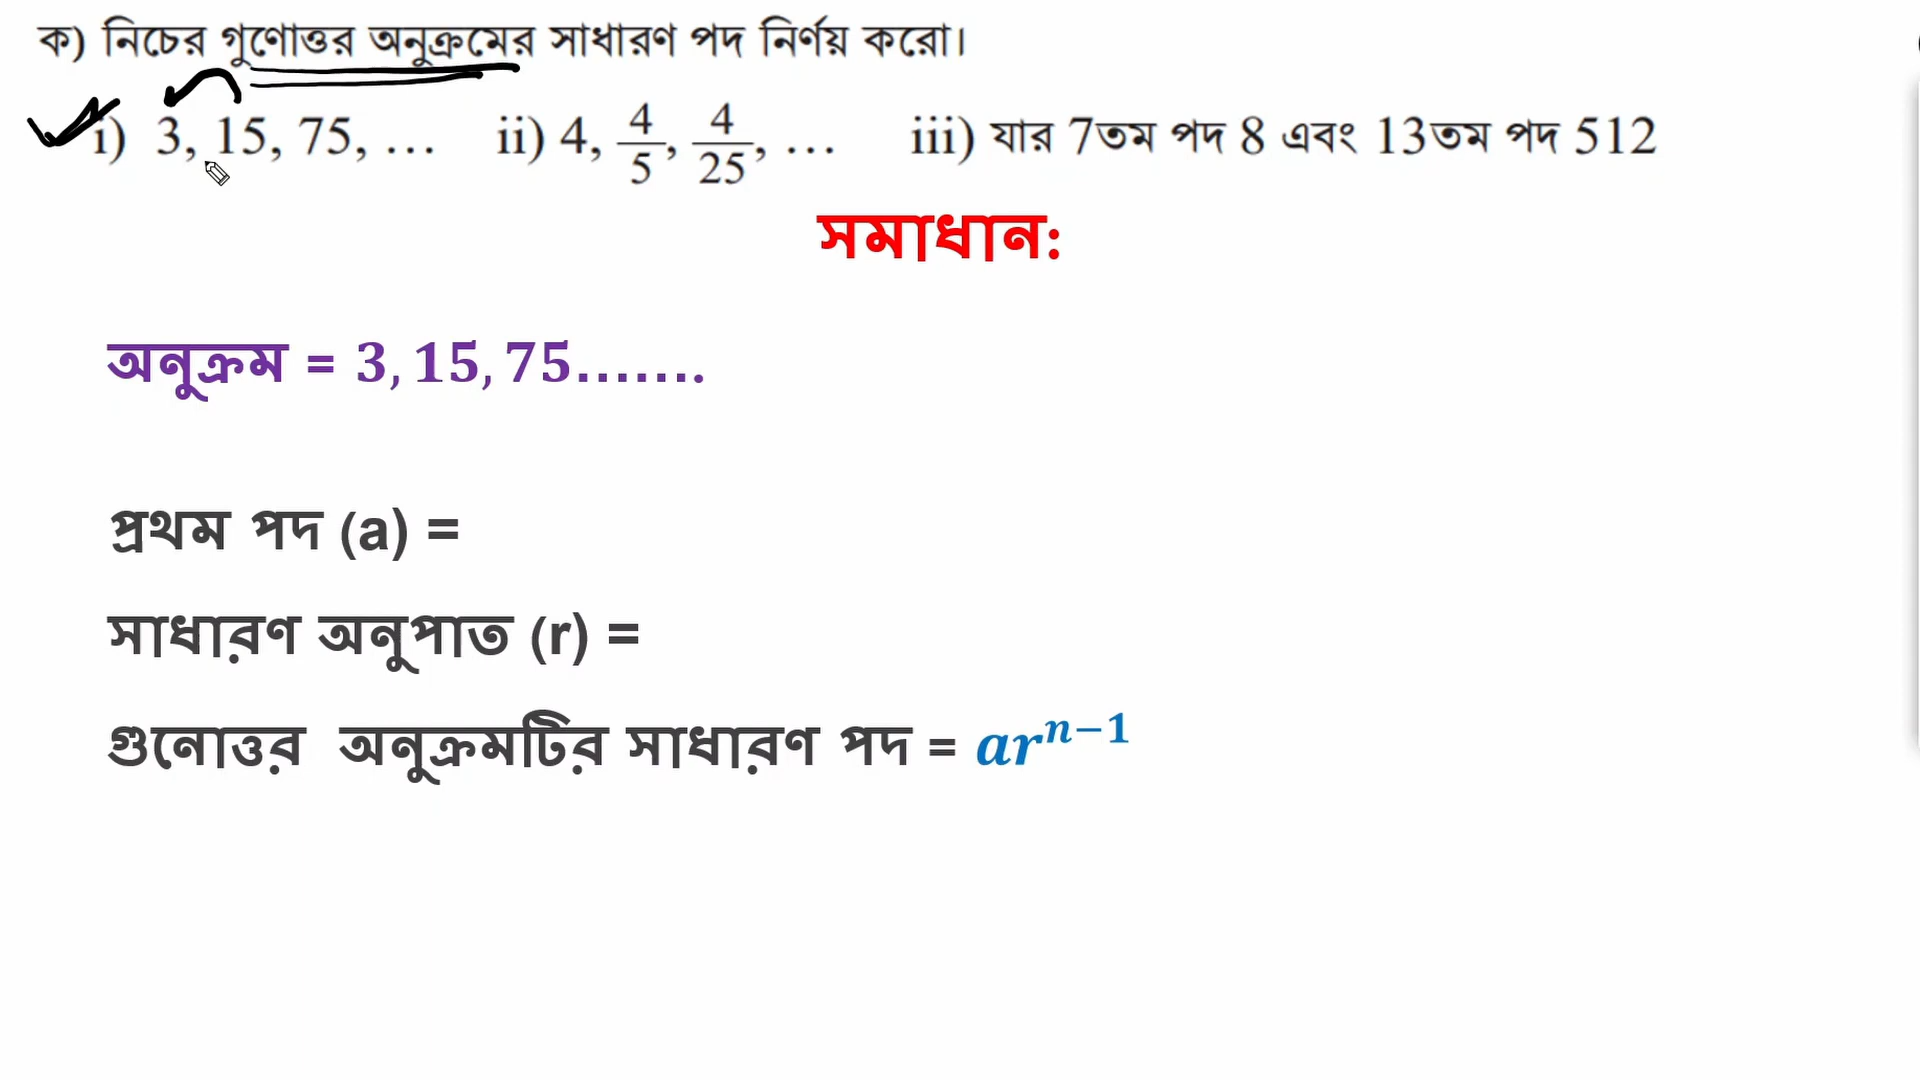 ক) নিচের গুণোত্তর অনুক্রমের সাধারণ পদ নির্ণয় করো।
i) 3, 15, 75, … ii) 4, 4/5, 4/25, … iii) যার 7তম পদ 8 এবং 13তম পদ 512
সমাধান:
অনুক্রম = 3, 15, 75.......
প্রথম পদ (a) =
সাধারণ অনুপাত (r) =
গুনোত্তর অনুক্রমটির সাধারণ পদ = arⁿ⁻¹